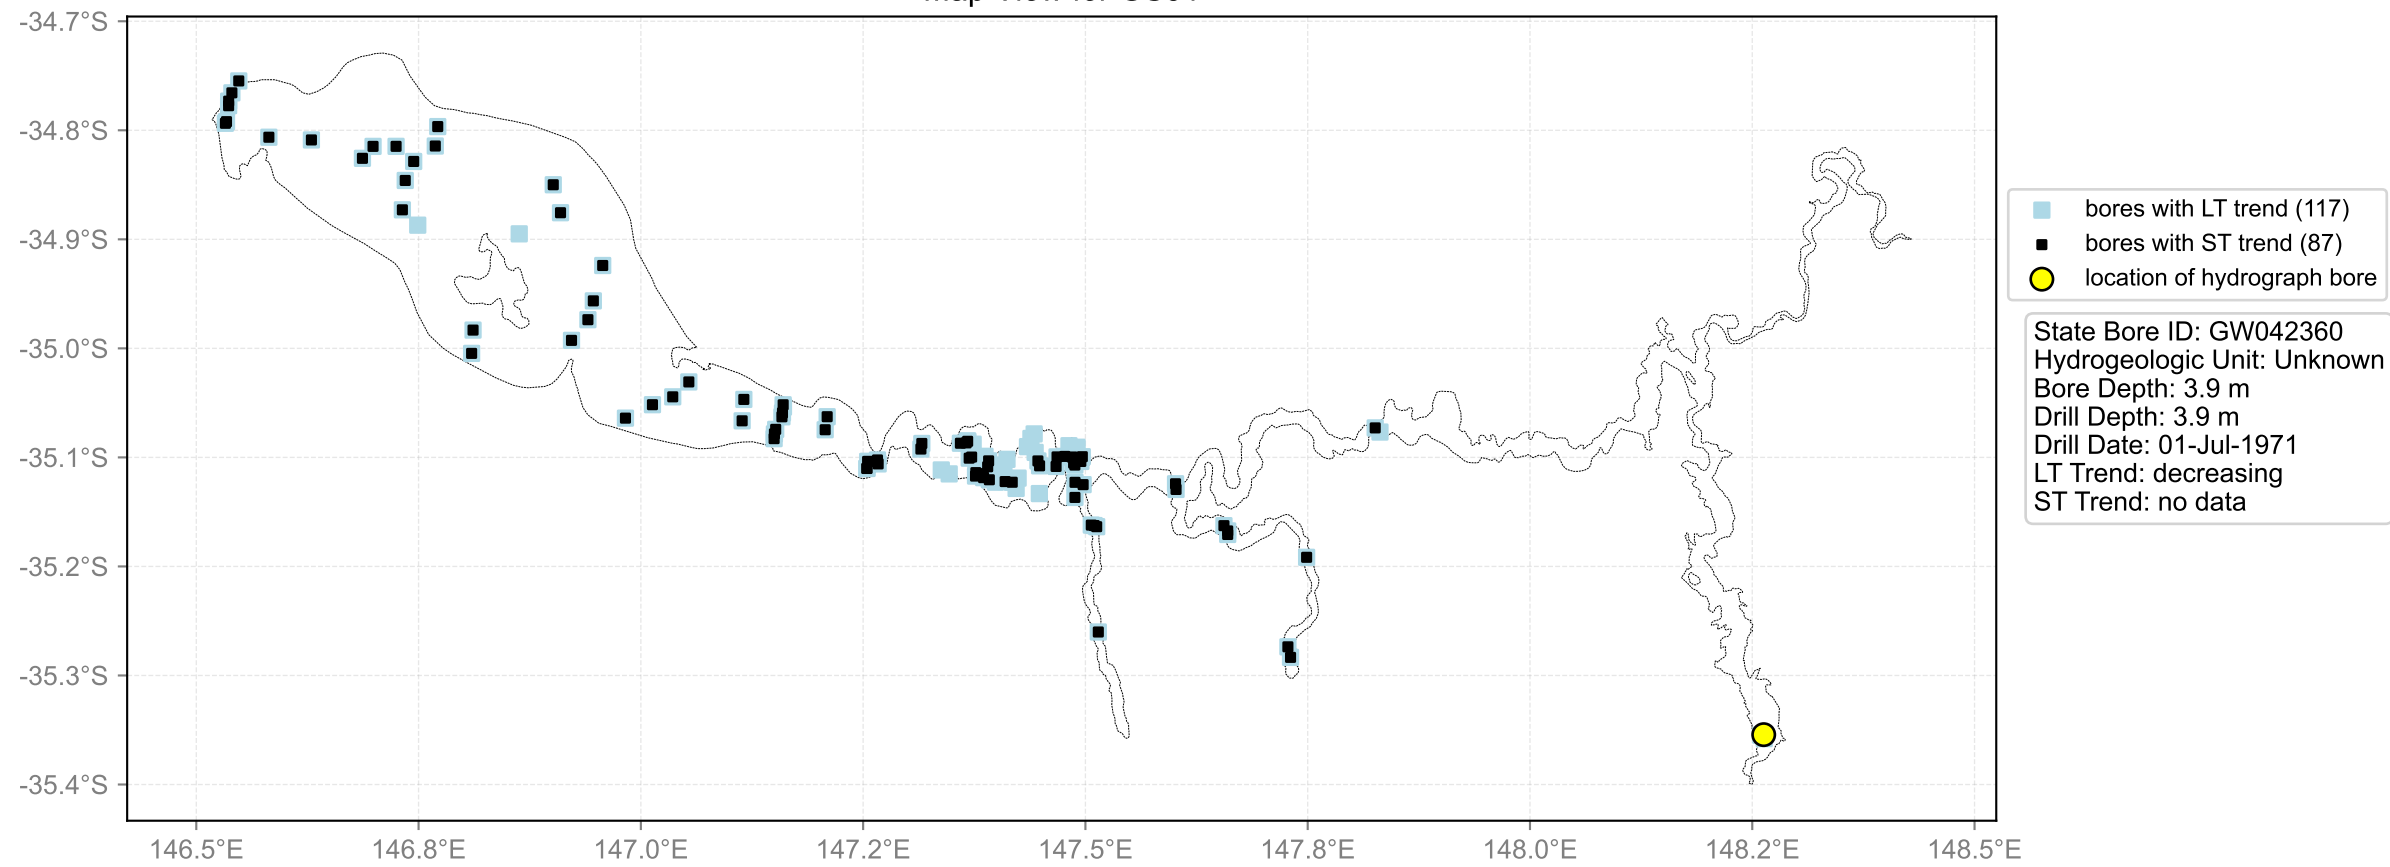 -34.7°S
-34.8°S
-34.9°S
-35.0°S
-35.1°S
-35.2°S
-35.3°S
-35.4°S
146.5°E 146.8°E 147.0°E 147.2°E 147.5°E 147.8°E 148.0°E 148.2°E 148.5°E
bores with LT trend (117)
bores with ST trend (87)
location of hydrograph bore
State Bore ID: GW042360
Hydrogeologic Unit: Unknown
Bore Depth: 3.9 m
Drill Depth: 3.9 m
Drill Date: 01-Jul-1971
LT Trend: decreasing
ST Trend: no data